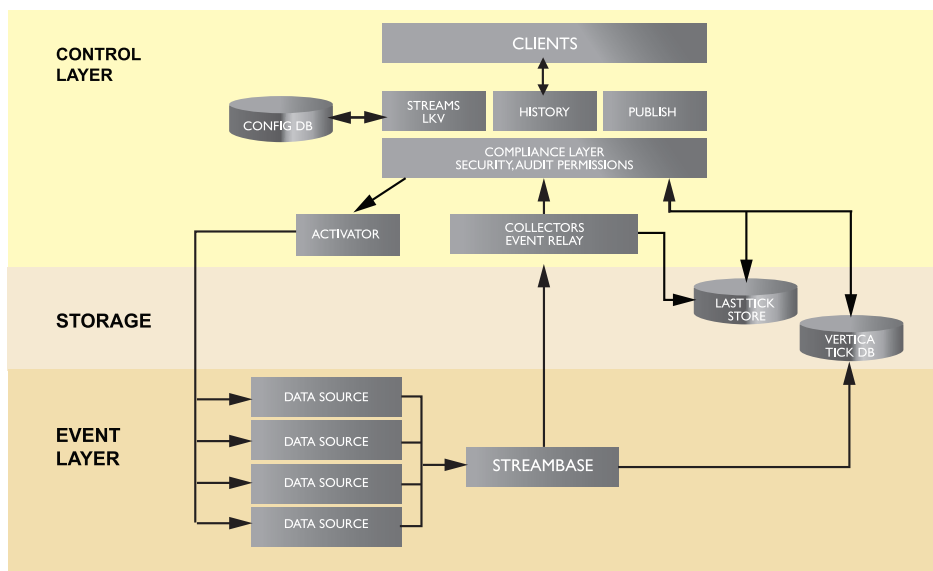 CONTROL
LAYER
CLIENTS
CONFIG DB
STREAMS
LKV
HISTORY
PUBLISH
COMPLIANCE LAYER
SECURITY, AUDIT PERMISSIONS
ACTIVATOR
COLLECTORS
EVENT RELAY
STORAGE
LAST TICK
STORE
VERTICA
TICK DB
EVENT
LAYER
DATA SOURCE
DATA SOURCE
DATA SOURCE
DATA SOURCE
STREAMBASE